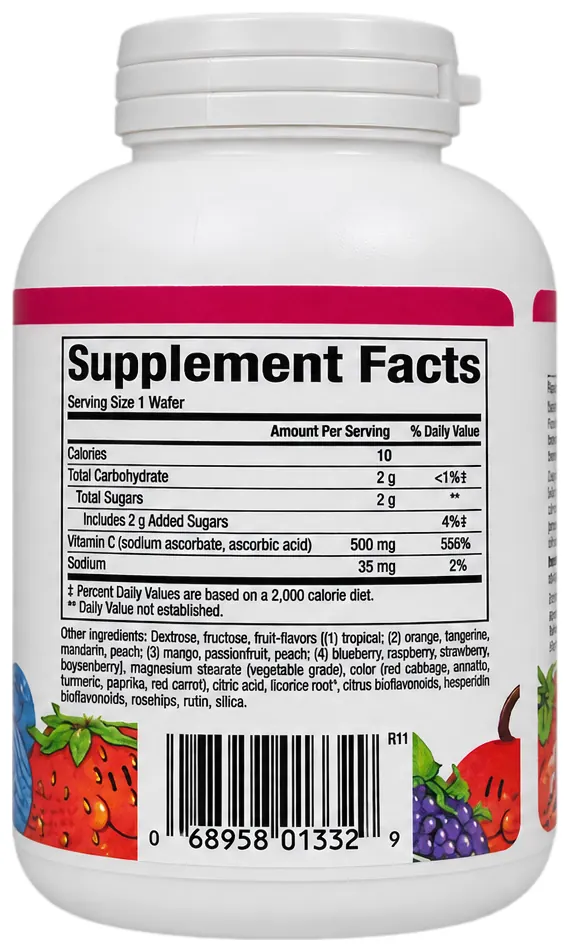 Supplement Facts
Serving Size 1 Wafer
Amount Per Serving % Daily Value
Calories 10
Total Carbohydrate 2 g <1%‡
Total Sugars 2 g **
Includes 2 g Added Sugars 4%‡
Vitamin C (sodium ascorbate, ascorbic acid) 500 mg 556%
Sodium 35 mg 2%
‡ Percent Daily Values are based on a 2,000 calorie diet.
** Daily Value not established.
Other ingredients: Dextrose, fructose, fruit-flavors ((1) tropical; (2) orange, tangerine,
mandarin, peach; (3) mango, passionfruit, peach; (4) blueberry, raspberry, strawberry,
boysenberry], magnesium stearate (vegetable grade), color (red cabbage, annatto,
turmeric, paprika, red carrot), citric acid, licorice root*, citrus bioflavonoids, hesperidin
bioflavonoids, rosehips, rutin, silica.
R11
0 68958 01332 9